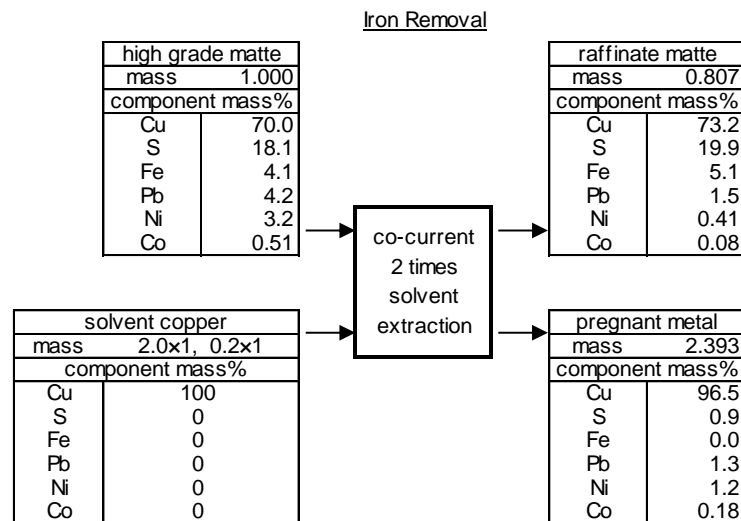 Iron Removal
high grade matte
mass 1.000
component mass%
Cu 70.0
S 18.1
Fe 4.1
Pb 4.2
Ni 3.2
Co 0.51
raffinate matte
mass 0.807
component mass%
Cu 73.2
S 19.9
Fe 5.1
Pb 1.5
Ni 0.41
Co 0.08
co-current
2 times
solvent
extraction
solvent copper
mass 2.0×1, 0.2×1
component mass%
Cu 100
S 0
Fe 0
Pb 0
Ni 0
Co 0
pregnant metal
mass 2.393
component mass%
Cu 96.5
S 0.9
Fe 0.0
Pb 1.3
Ni 1.2
Co 0.18